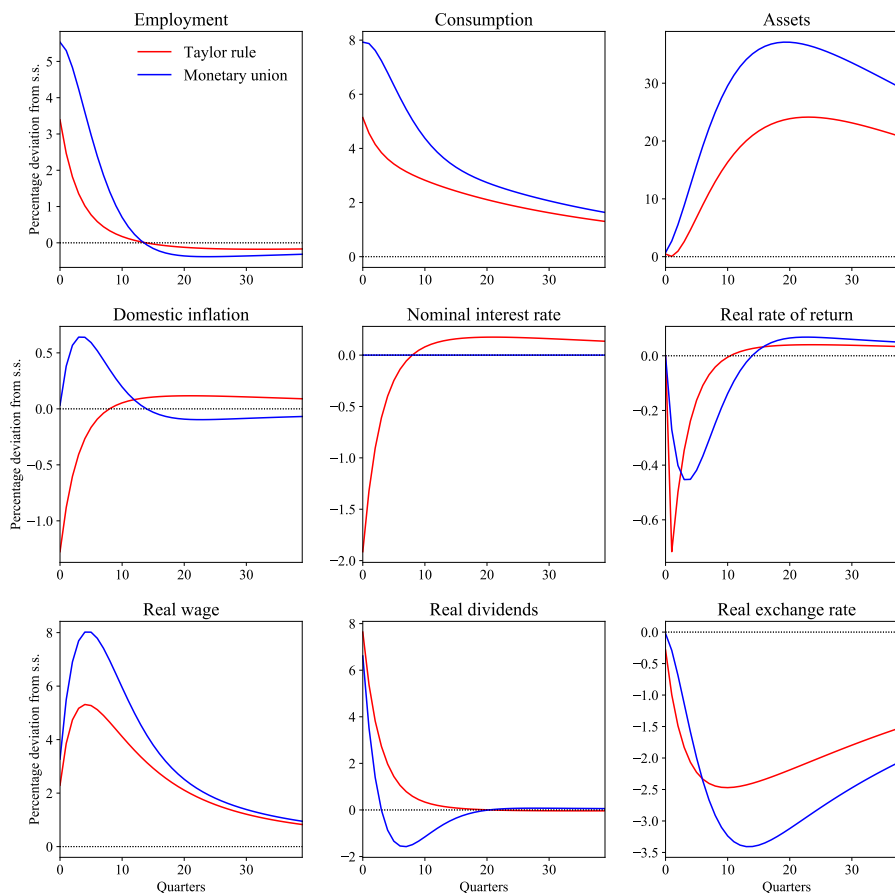 Employment
Consumption
Assets
Percentage deviation from s.s.
5
4
3
2
1
0
Taylor rule
Monetary union
0 10 20 30
8
6
4
2
0
0 10 20 30
30
20
10
0
0 10 20 30
Domestic inflation
Nominal interest rate
Real rate of return
Percentage deviation from s.s.
0.5
0.0
−0.5
−1.0
0 10 20 30
0.0
−0.5
−1.0
−1.5
−2.0
0 10 20 30
0.0
−0.2
−0.4
−0.6
0 10 20 30
Real wage
Real dividends
Real exchange rate
Percentage deviation from s.s.
8
6
4
2
0
0 10 20 30
Quarters
8
6
4
2
0
−2
0 10 20 30
Quarters
0.0
−0.5
−1.0
−1.5
−2.0
−2.5
−3.0
−3.5
0 10 20 30
Quarters